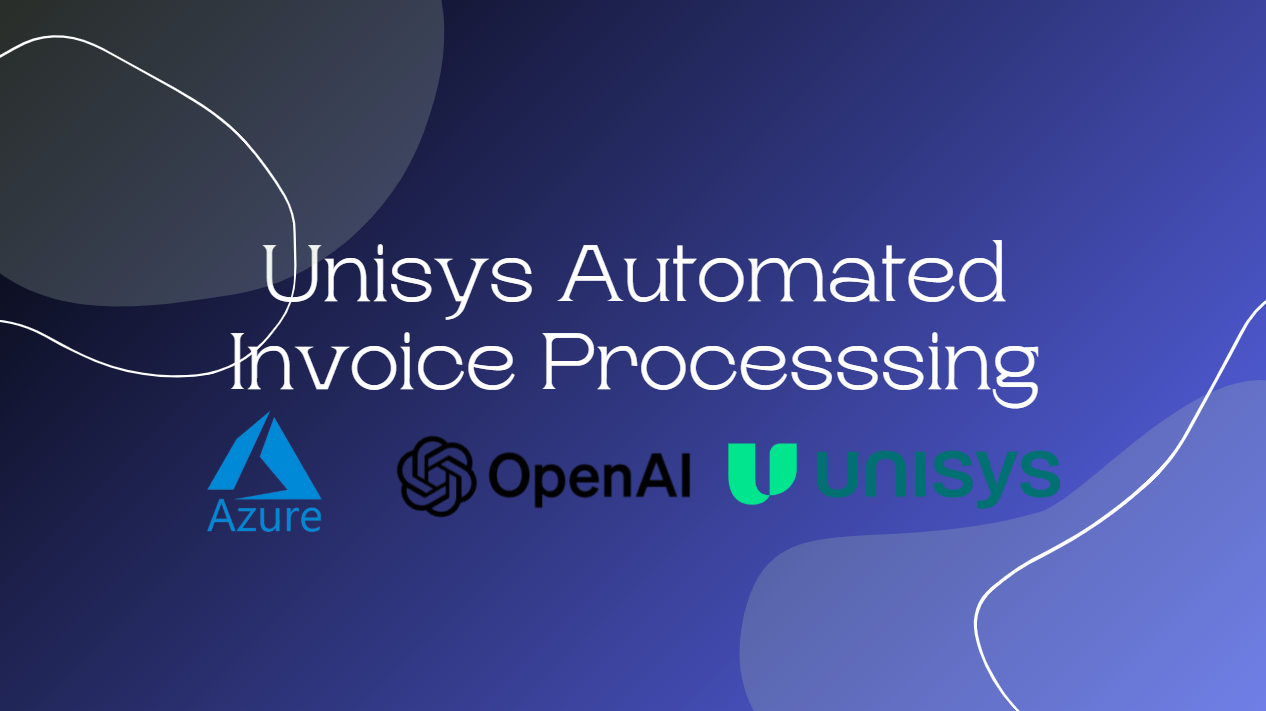 Unisys Automated
Invoice Processsing
Azure
OpenAI
UNISYS